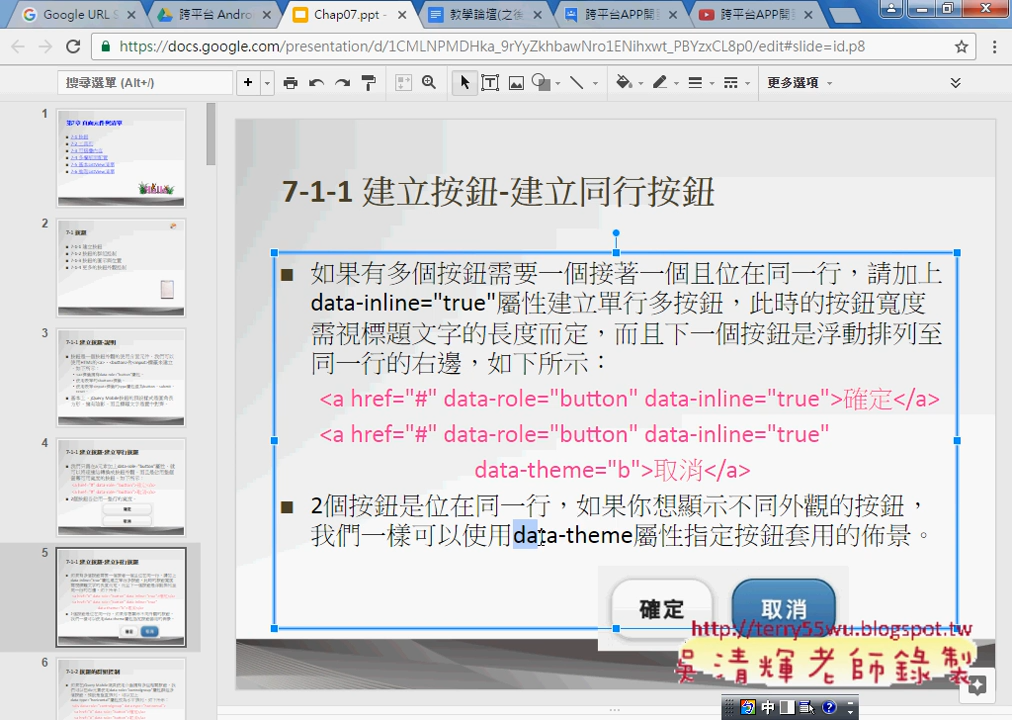 Google URL S
跨平台 Andro
Chap07.ppt -
教學論壇(之後
跨平台APP開
跨平台APP開
https://docs.google.com/presentation/d/1CMLNPMDHka_9rYyZkhbawNro1ENihxwt_PBYzxCL8p0/edit#slide=id.p8
搜尋選單 (Alt+/)
更多選項
1
2
3
4
5
6
7-1-1 建立按鈕-建立同行按鈕
如果有多個按鈕需要一個接著一個且位在同一行，請加上
data-inline="true"屬性建立單行多按鈕，此時的按鈕寬度
需視標題文字的長度而定，而且下一個按鈕是浮動排列至
同一行的右邊，如下所示：
<a href="#" data-role="button" data-inline="true">確定</a>
<a href="#" data-role="button" data-inline="true"
data-theme="b">取消</a>
2個按鈕是位在同一行，如果你想顯示不同外觀的按鈕，
我們一樣可以使用data-theme屬性指定按鈕套用的佈景。
確定
取消
http://terry55wu.blogspot.tw
吳清輝老師錄製
中